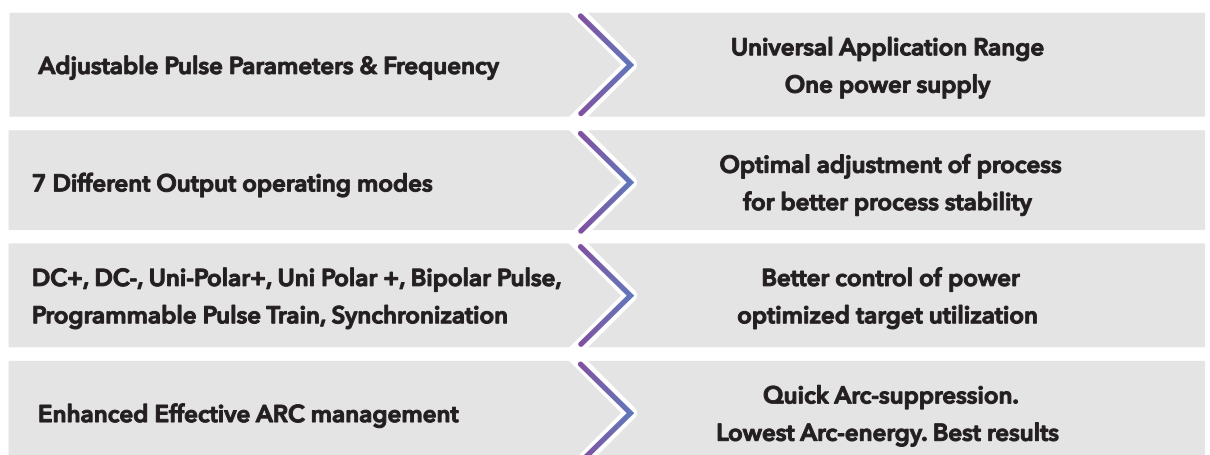 Adjustable Pulse Parameters & Frequency
Universal Application Range
One power supply
7 Different Output operating modes
Optimal adjustment of process
for better process stability
DC+, DC-, Uni-Polar+, Uni Polar +, Bipolar Pulse,
Programmable Pulse Train, Synchronization
Better control of power
optimized target utilization
Enhanced Effective ARC management
Quick Arc-suppression.
Lowest Arc-energy. Best results